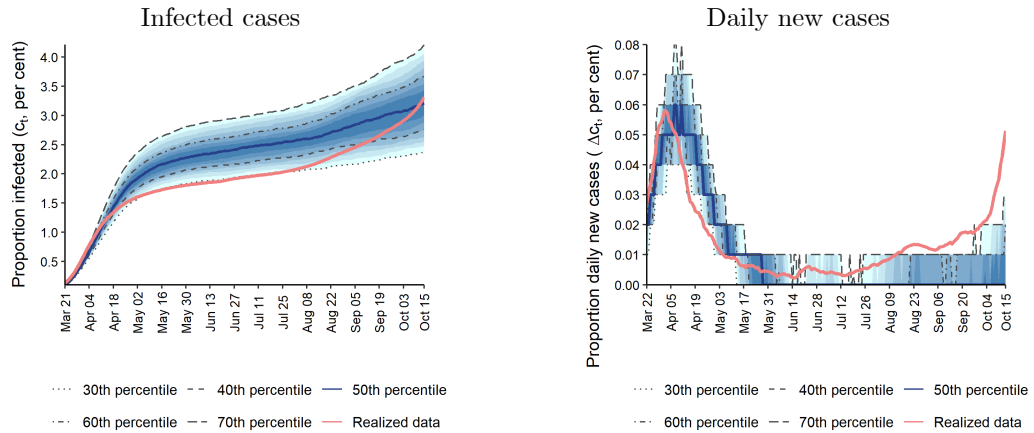 Infected cases
Proportion infected (cₜ, per cent)
4.0
3.5
3.0
2.5
2.0
1.5
1.0
0.5
Mar 21
Apr 04
Apr 18
May 02
May 16
May 30
Jun 13
Jun 27
Jul 11
Jul 25
Aug 08
Aug 22
Sep 05
Sep 19
Oct 03
Oct 15
30th percentile
40th percentile
50th percentile
60th percentile
70th percentile
Realized data
Daily new cases
Proportion daily new cases ( Δcₜ, per cent)
0.08
0.07
0.06
0.05
0.04
0.03
0.02
0.01
0.00
Mar 22
Apr 05
Apr 19
May 03
May 17
May 31
Jun 14
Jun 28
Jul 12
Jul 26
Aug 09
Aug 23
Sep 06
Sep 20
Oct 04
Oct 15
30th percentile
40th percentile
50th percentile
60th percentile
70th percentile
Realized data